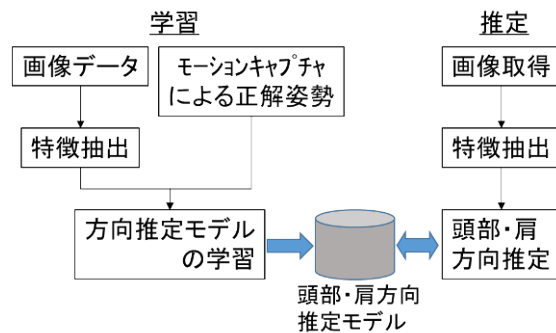 学習
画像データ
モーションキャプチャ
による正解姿勢
特徴抽出
方向推定モデル
の学習
頭部・肩方向
推定モデル
推定
画像取得
特徴抽出
頭部・肩
方向推定